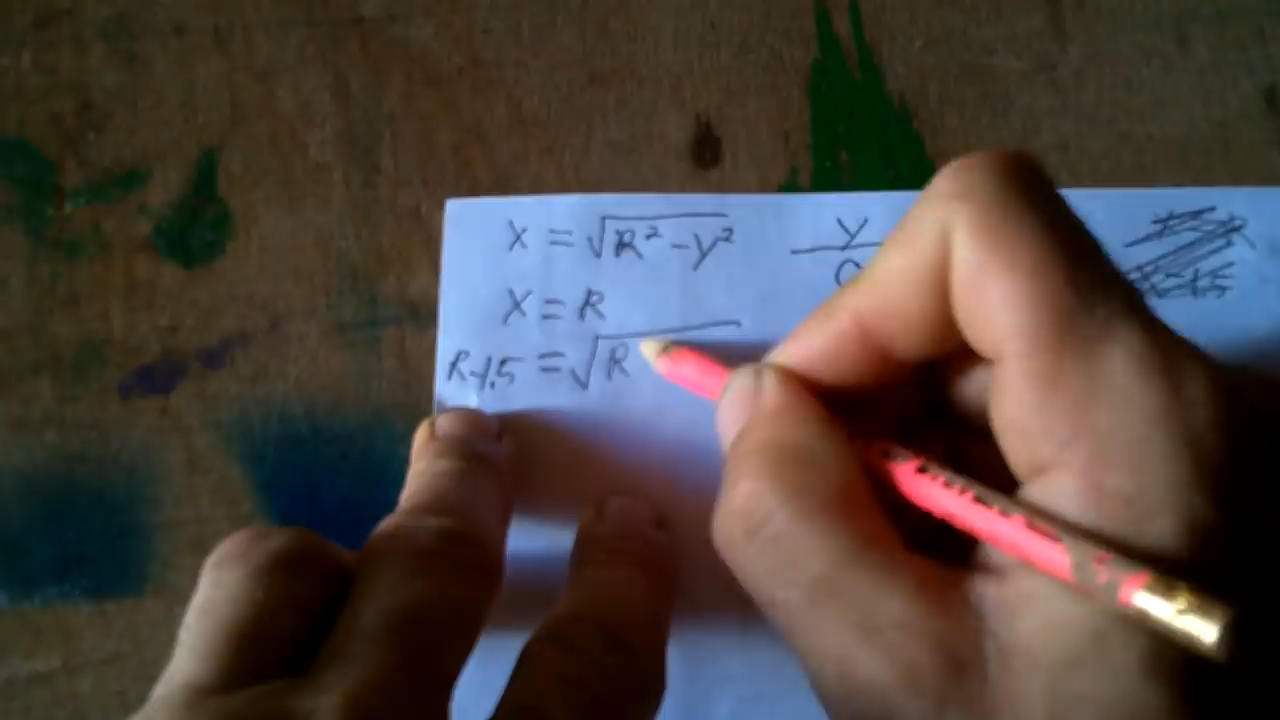 X = √R² - Y²
X = R
R-1.5 = √R
Y